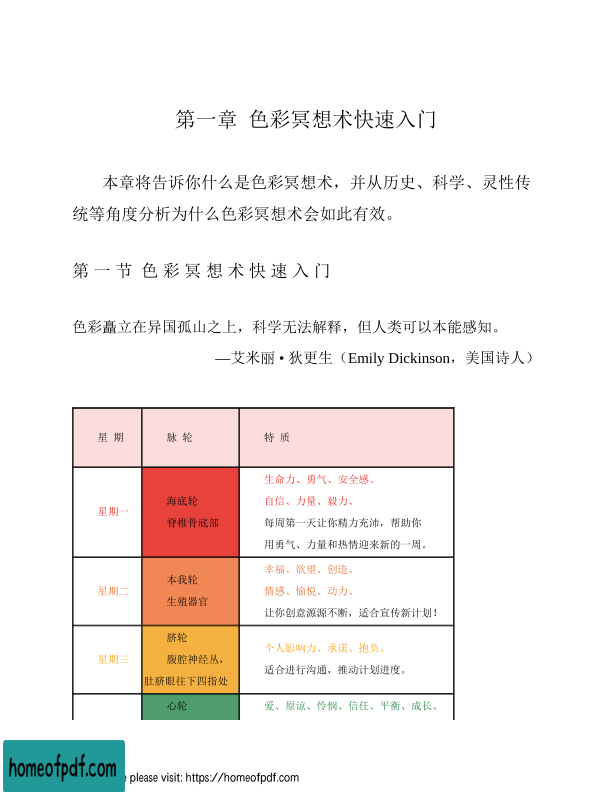 第一章 色彩冥想术快速入门
本章将告诉你什么是色彩冥想术，并从历史、科学、灵性传
统等角度分析为什么色彩冥想术会如此有效。
第一节 色彩冥想术快速入门
色彩矗立在异国孤山之上，科学无法解释，但人类可以本能感知。
—艾米丽•狄更生（Emily Dickinson，美国诗人）
星 期 脉 轮 特 质
星期一
海底轮
脊椎骨底部
生命力、勇气、安全感、
自信、力量、毅力、
每周第一天让你精力充沛，帮助你
用勇气、力量和热情迎来新的一周。
星期二
本我轮
生殖器官
幸福、欲望、创造、
情感、愉悦、动力、
让你创意源源不断，适合宣传新计划！
星期三
脐轮
腹腔神经丛，
肚脐眼往下四指处
个人影响力、承诺、抱负、
适合进行沟通，推动计划进度。
心轮
爱、原谅、怜悯、信任、平衡、成长、
homeofpdf.com
e please visit: https://homeofpdf.com